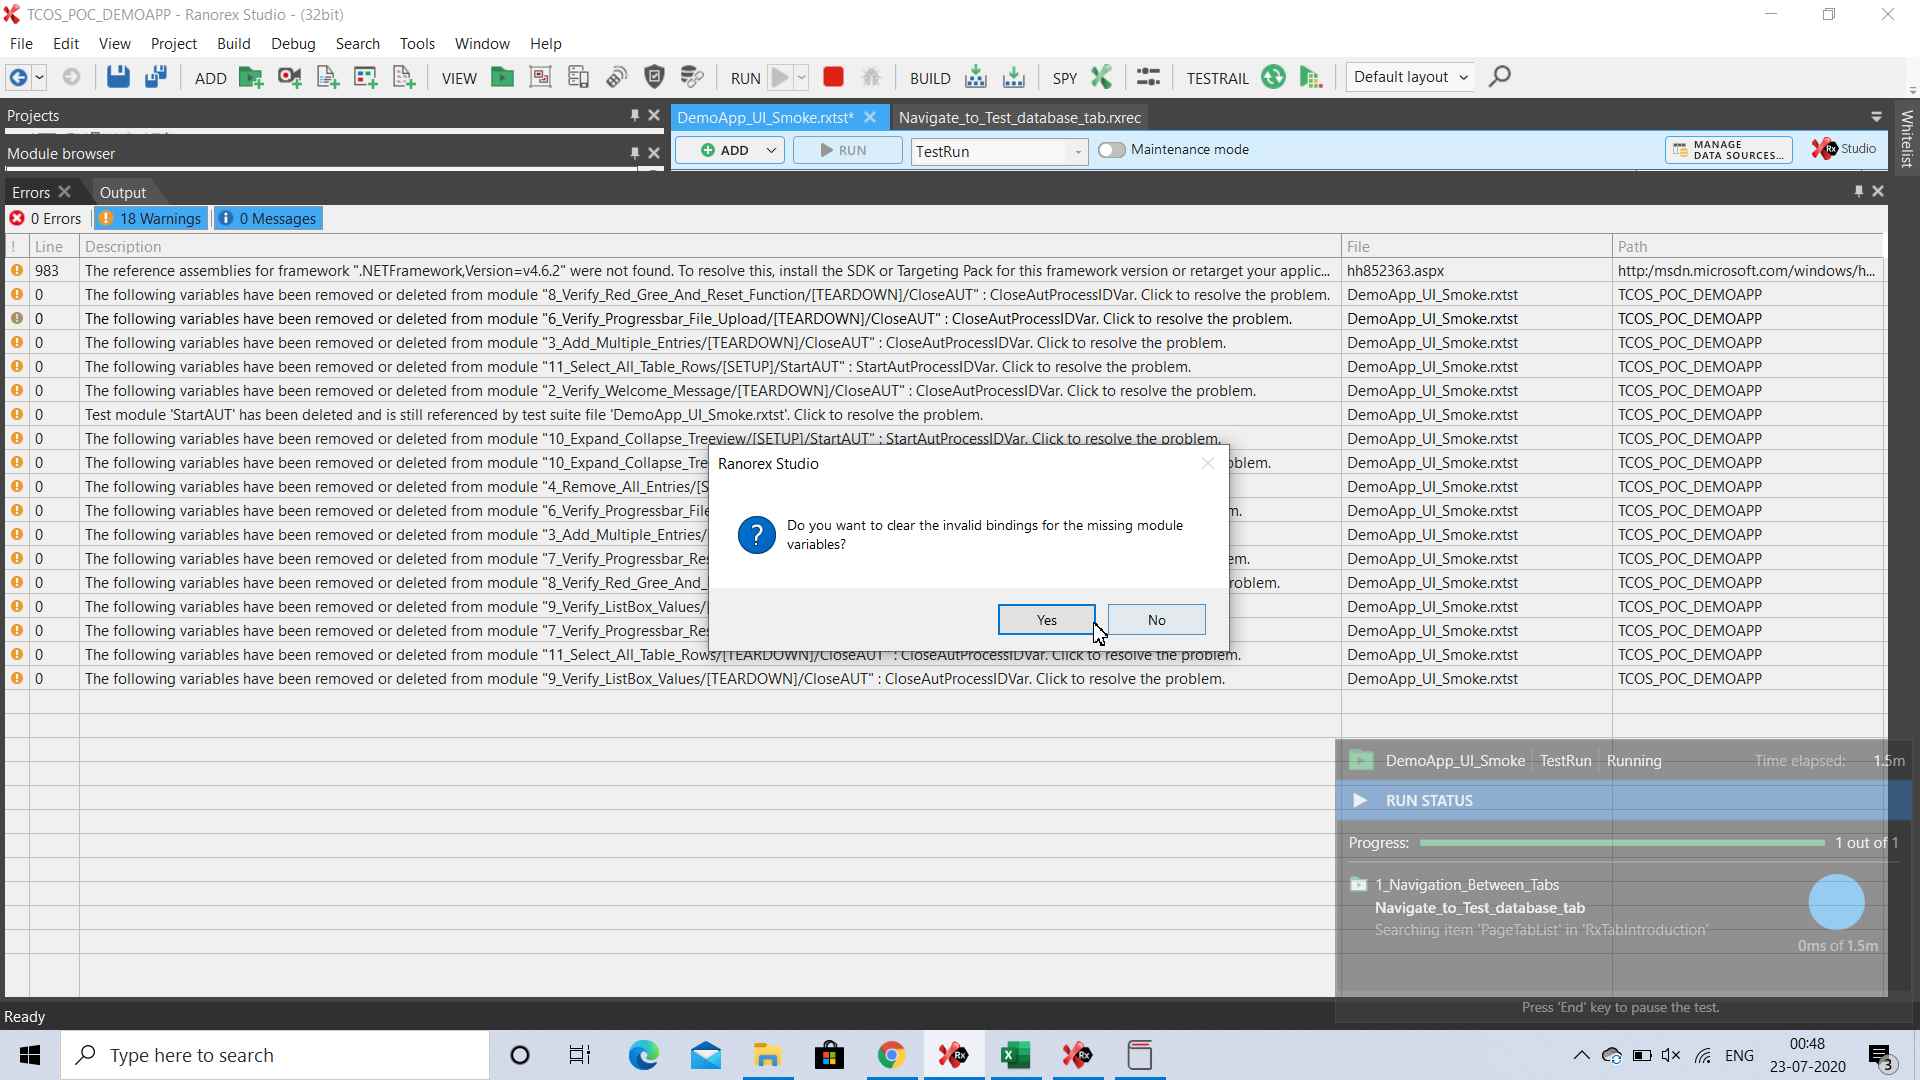 TCOS_POC_DEMOAPP - Ranorex Studio - (32bit)
File Edit View Project Build Debug Search Tools Window Help
ADD VIEW RUN BUILD SPY TESTRAIL Default layout
Projects
DemoApp_UI_Smoke.rxtst* Navigate_to_Test_database_tab.rxrec
Whitelist
Module browser
ADD RUN TestRun Maintenance mode MANAGE
DATA SOURCES... Rx Studio
Errors Output
0 Errors 18 Warnings 0 Messages
! Line Description File Path
983 The reference assemblies for framework ".NETFramework,Version=v4.6.2" were not found. To resolve this, install the SDK or Targeting Pack for this framework version or retarget your applic... hh852363.aspx http:/msdn.microsoft.com/windows/h...
0 The following variables have been removed or deleted from module "8_Verify_Red_Gree_And_Reset_Function/[TEARDOWN]/CloseAUT" : CloseAutProcessIDVar. Click to resolve the problem. DemoApp_UI_Smoke.rxtst TCOS_POC_DEMOAPP
0 The following variables have been removed or deleted from module "6_Verify_Progressbar_File_Upload/[TEARDOWN]/CloseAUT" : CloseAutProcessIDVar. Click to resolve the problem. DemoApp_UI_Smoke.rxtst TCOS_POC_DEMOAPP
0 The following variables have been removed or deleted from module "3_Add_Multiple_Entries/[TEARDOWN]/CloseAUT" : CloseAutProcessIDVar. Click to resolve the problem. DemoApp_UI_Smoke.rxtst TCOS_POC_DEMOAPP
0 The following variables have been removed or deleted from module "11_Select_All_Table_Rows/[SETUP]/StartAUT" : StartAutProcessIDVar. Click to resolve the problem. DemoApp_UI_Smoke.rxtst TCOS_POC_DEMOAPP
0 The following variables have been removed or deleted from module "2_Verify_Welcome_Message/[TEARDOWN]/CloseAUT" : CloseAutProcessIDVar. Click to resolve the problem. DemoApp_UI_Smoke.rxtst TCOS_POC_DEMOAPP
0 Test module 'StartAUT' has been deleted and is still referenced by test suite file 'DemoApp_UI_Smoke.rxtst'. Click to resolve the problem. DemoApp_UI_Smoke.rxtst TCOS_POC_DEMOAPP
0 The following variables have been removed or deleted from module "10_Expand_Collapse_Treeview/[SETUP]/StartAUT" : StartAutProcessIDVar. Click to resolve the problem. DemoApp_UI_Smoke.rxtst TCOS_POC_DEMOAPP
0 The following variables have been removed or deleted from module "10_Expand_Collapse_Tre oblem. DemoApp_UI_Smoke.rxtst TCOS_POC_DEMOAPP
0 The following variables have been removed or deleted from module "4_Remove_All_Entries/[S DemoApp_UI_Smoke.rxtst TCOS_POC_DEMOAPP
0 The following variables have been removed or deleted from module "6_Verify_Progressbar_File m. DemoApp_UI_Smoke.rxtst TCOS_POC_DEMOAPP
0 The following variables have been removed or deleted from module "3_Add_Multiple_Entries/ DemoApp_UI_Smoke.rxtst TCOS_POC_DEMOAPP
0 The following variables have been removed or deleted from module "7_Verify_Progressbar_Res em. DemoApp_UI_Smoke.rxtst TCOS_POC_DEMOAPP
0 The following variables have been removed or deleted from module "8_Verify_Red_Gree_And_ roblem. DemoApp_UI_Smoke.rxtst TCOS_POC_DEMOAPP
0 The following variables have been removed or deleted from module "9_Verify_ListBox_Values/[ DemoApp_UI_Smoke.rxtst TCOS_POC_DEMOAPP
0 The following variables have been removed or deleted from module "7_Verify_Progressbar_Res DemoApp_UI_Smoke.rxtst TCOS_POC_DEMOAPP
0 The following variables have been removed or deleted from module "11_Select_All_Table_Rows/[TEARDOWN]/CloseAUT" : CloseAutProcessIDVar. Click to resolve the problem. DemoApp_UI_Smoke.rxtst TCOS_POC_DEMOAPP
0 The following variables have been removed or deleted from module "9_Verify_ListBox_Values/[TEARDOWN]/CloseAUT" : CloseAutProcessIDVar. Click to resolve the problem. DemoApp_UI_Smoke.rxtst TCOS_POC_DEMOAPP
Ranorex Studio
Do you want to clear the invalid bindings for the missing module
variables?
Yes No
DemoApp_UI_Smoke TestRun Running Time elapsed: 1.5m
RUN STATUS
Progress: 1 out of 1
1_Navigation_Between_Tabs
Navigate_to_Test_database_tab
Searching item 'PageTabList' in 'RxTabIntroduction'
0ms of 1.5m
Press 'End' key to pause the test.
Ready
Type here to search
ENG
00:48
23-07-2020
3